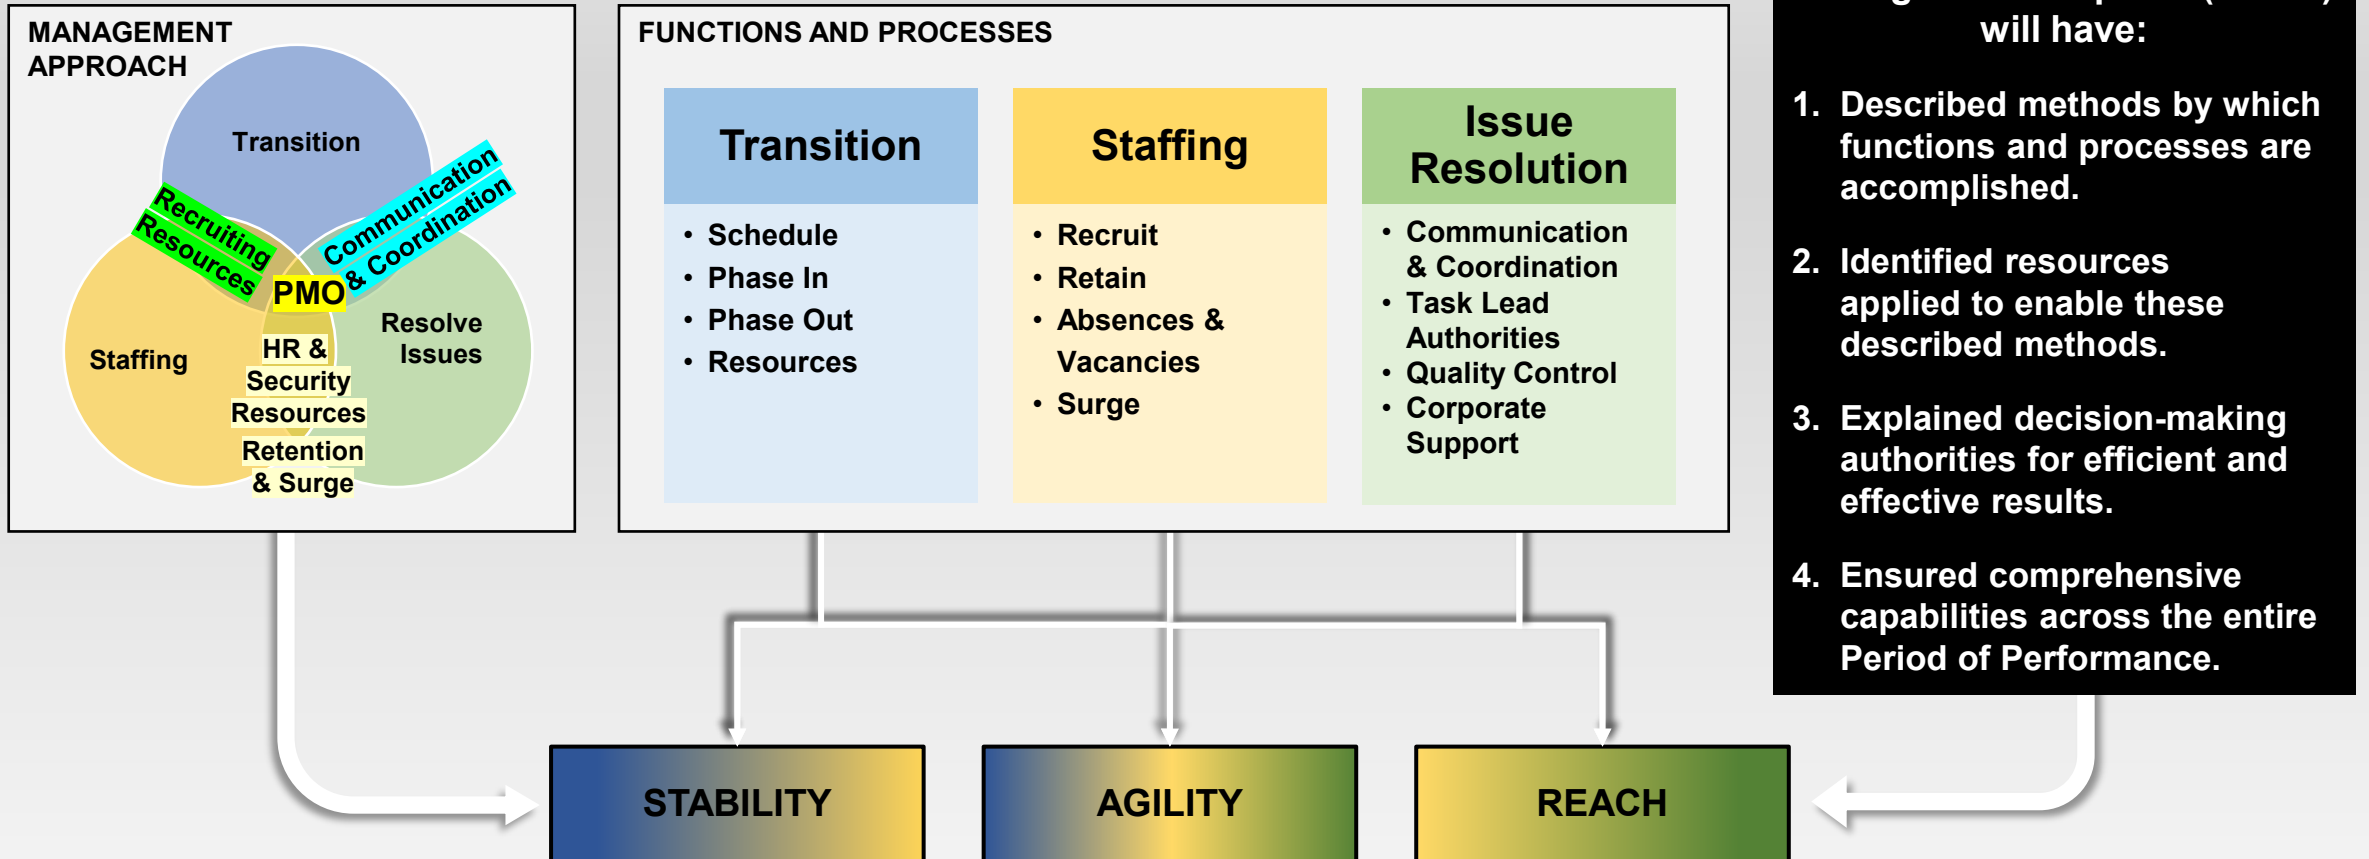 MANAGEMENT
APPROACH
Transition
Recruiting
Resources
Communication
& Coordination
PMO
Staffing
Resolve
Issues
HR &
Security
Resources
Retention
& Surge
FUNCTIONS AND PROCESSES
Transition
• Schedule
• Phase In
• Phase Out
• Resources
Staffing
• Recruit
• Retain
• Absences &
Vacancies
• Surge
Issue
Resolution
• Communication
& Coordination
• Task Lead
Authorities
• Quality Control
• Corporate
Support
will have:
1. Described methods by which
functions and processes are
accomplished.
2. Identified resources
applied to enable these
described methods.
3. Explained decision-making
authorities for efficient and
effective results.
4. Ensured comprehensive
capabilities across the entire
Period of Performance.
STABILITY
AGILITY
REACH